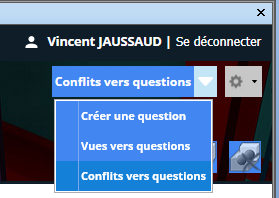 Vincent JAUSSAUD | Se déconnecter
Conflits vers questions
Créer une question
Vues vers questions
Conflits vers questions